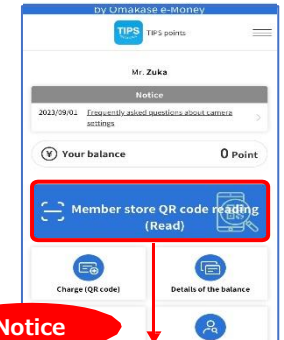 by Omakase e-Money
TIPS TIPS points
Mr. Zuka
Notice
2023/09/01 Frequently asked questions about camera
settings
Your balance 0 Point
Member store QR code reading
(Read)
Charge (QR code) Details of the balance
Notice